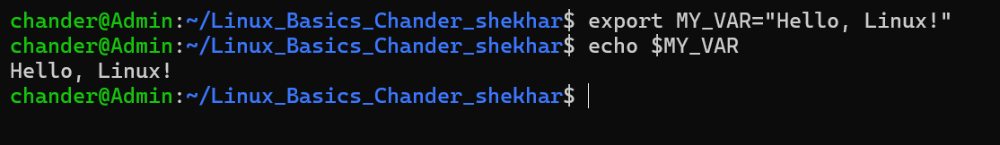 chander@Admin:~/Linux_Basics_Chander_shekhar$ export MY_VAR="Hello, Linux!"
chander@Admin:~/Linux_Basics_Chander_shekhar$ echo $MY_VAR
Hello, Linux!
chander@Admin:~/Linux_Basics_Chander_shekhar$